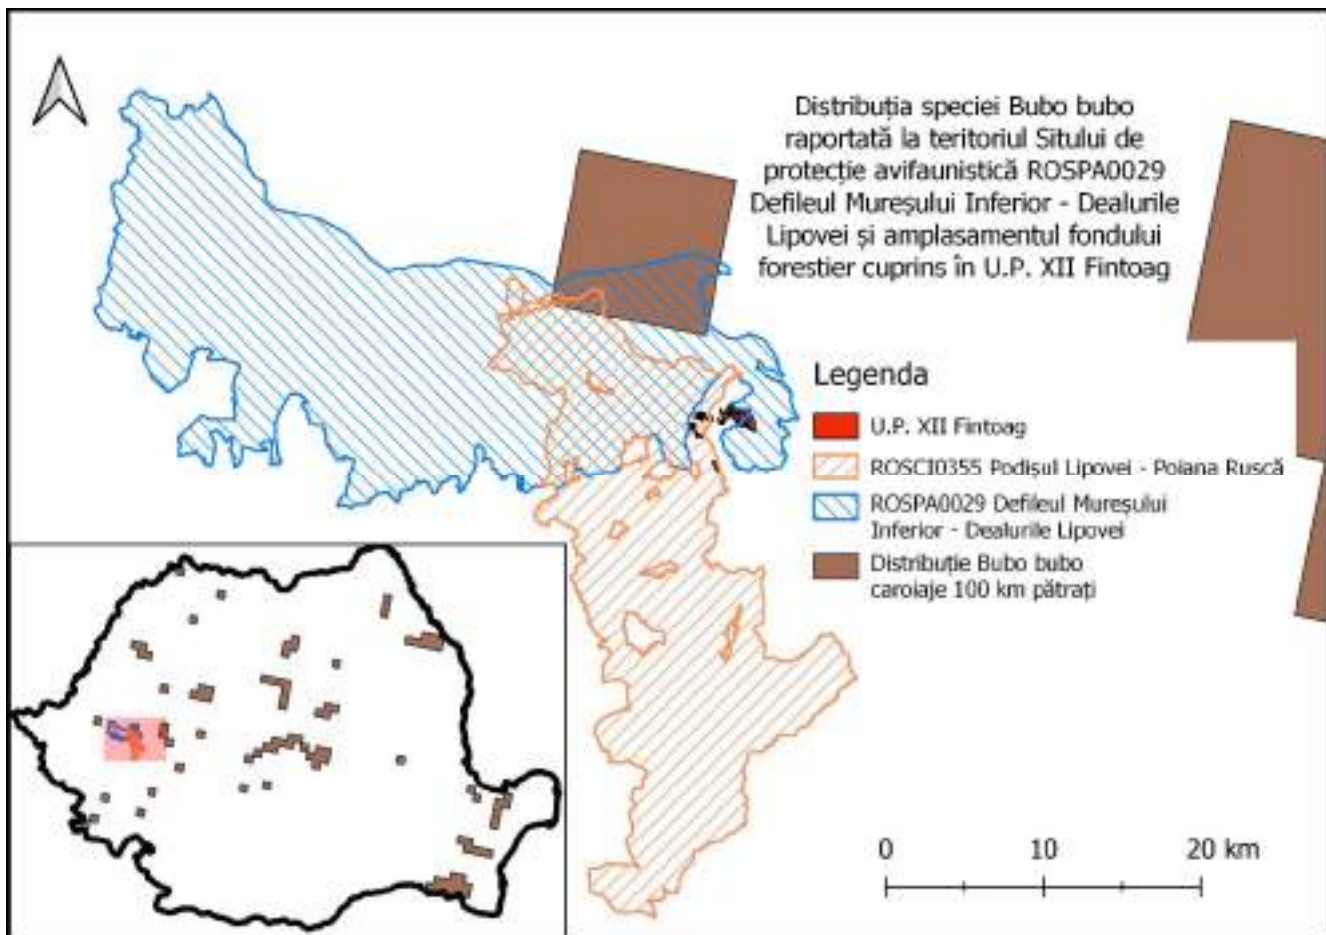 Distribuția speciei Bubo bubo
raportată la teritoriul Sitului de
protecție avifaunistică ROSPA0029
Defileul Mureșului Inferior - Dealurile
Lipovei și amplasamentul fondului
forestier cuprins în U.P. XII Fintoag
Legenda
U.P. XII Fintoag
ROSCI0355 Podișul Lipovei - Poiana Ruscă
ROSPA0029 Defileul Mureșului
Inferior - Dealurile Lipovei
Distribuție Bubo bubo
caroiaje 100 km pătrați
0 10 20 km